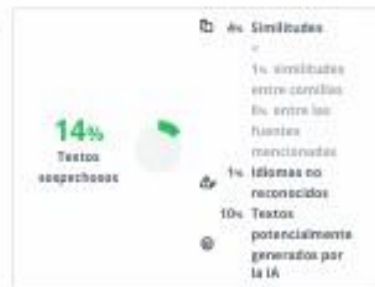 14%
Textos
sospechosos
4% Similitudes
1% similitudes
entre comillas
entre las
fuentes
mencionadas
1% Idiomas no
reconocidos
10% Textos
potencialmente
generados por
la IA